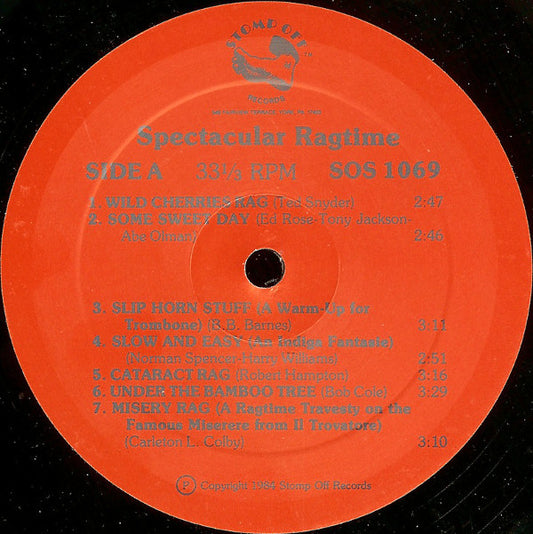 STOMP OFF
TM
RECORDS
Spectacular Ragtime
SIDE A 33⅓ RPM SOS 1069
1. WILD CHERRIES RAG (Ted Snyder) 2:47
2. SOME SWEET DAY (Ed Rose-Tony Jackson-
Abe Olman) 2:46
3. SLIP HORN STUFF (A Warm-Up for
Trombone) (B.B. Barnes) 3:11
4. SLOW AND EASY (An Indigo Fantasie)
(Norman Spencer-Harry Williams) 2:51
5. CATARACT RAG (Robert Hampton) 3:16
6. UNDER THE BAMBOO TREE (Bob Cole) 3:29
7. MISERY RAG (A Ragtime Travesty on the
Famous Miserere from Il Trovatore)
(Carleton L. Colby) 3:10
Ⓟ Copyright 1984 Stomp Off Records